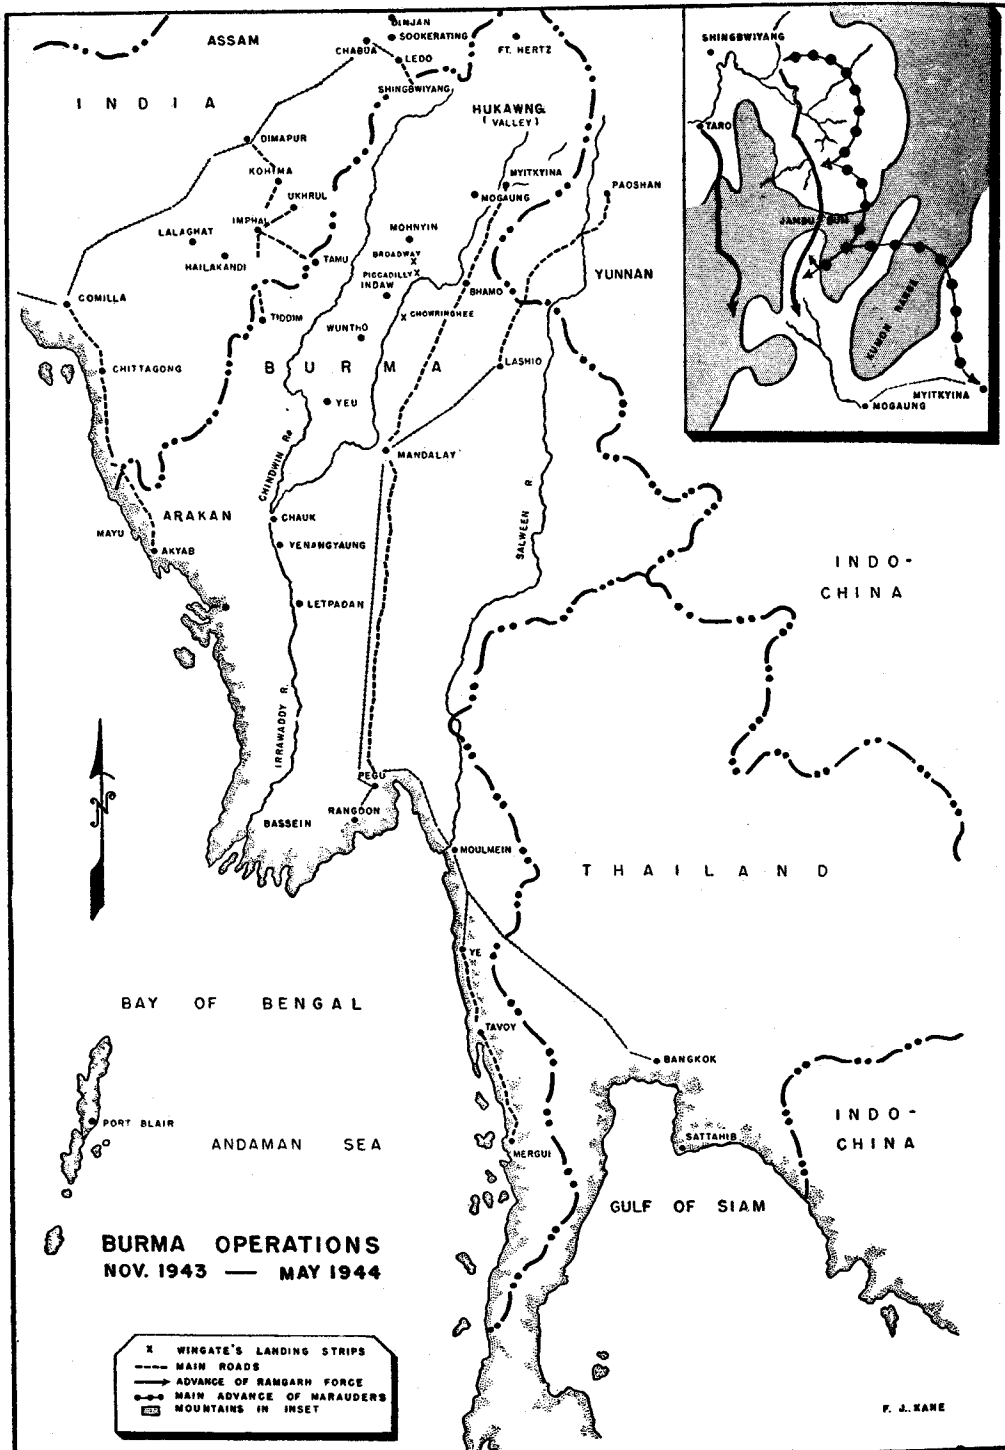 DINJAN
SOOKERATING
ASSAM
CHABUA
LEDO
FT. HERTZ
SHINGBWIYANG
INDIA
HUKAWNG
(VALLEY)
DIMAPUR
KOHIMA
MYITKYINA
UKHRUL
MOGAUNG
PAOSHAN
IMPHAL
LALAGHAT
MOHNYIN
HAILAKANDI
TAMU
BROADWAY
x
PICCADILLY
x
INDAW
YUNNAN
BHAMO
COMILLA
TIDDIM
x CHOWRINGHEE
WUNTHO
CHITTAGONG
BURMA
LASHIO
YEU
MANDALAY
CHINDWIN R.
SALWEEN R.
ARAKAN
CHAUK
MAYU
AKYAB
YENANGYAUNG
LETPADAN
INDO-
CHINA
IRRAWADDY R.
N
PEGU
RANGOON
BASSEIN
MOULMEIN
THAILAND
YE
BAY OF BENGAL
TAVOY
BANGKOK
PORT BLAIR
ANDAMAN SEA
MERGUI
SATTAHIB
INDO-
CHINA
GULF OF SIAM
BURMA OPERATIONS
NOV. 1943 — MAY 1944
x WINGATE'S LANDING STRIPS
MAIN ROADS
ADVANCE OF RAMGARH FORCE
MAIN ADVANCE OF MARAUDERS
MOUNTAINS IN INSET
F. J. KANE
SHINGBWIYANG
TARO
JAMBU BUM
KUMON RANGE
MYITKYINA
MOGAUNG